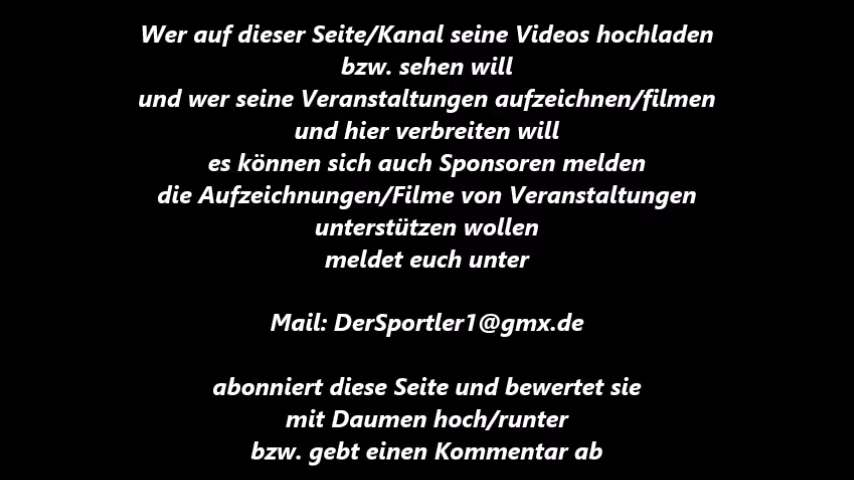 Wer auf dieser Seite/Kanal seine Videos hochladen
bzw. sehen will
und wer seine Veranstaltungen aufzeichnen/filmen
und hier verbreiten will
es können sich auch Sponsoren melden
die Aufzeichnungen/Filme von Veranstaltungen
unterstützen wollen
meldet euch unter
Mail: DerSportler1@gmx.de
abonniert diese Seite und bewertet sie
mit Daumen hoch/runter
bzw. gebt einen Kommentar ab